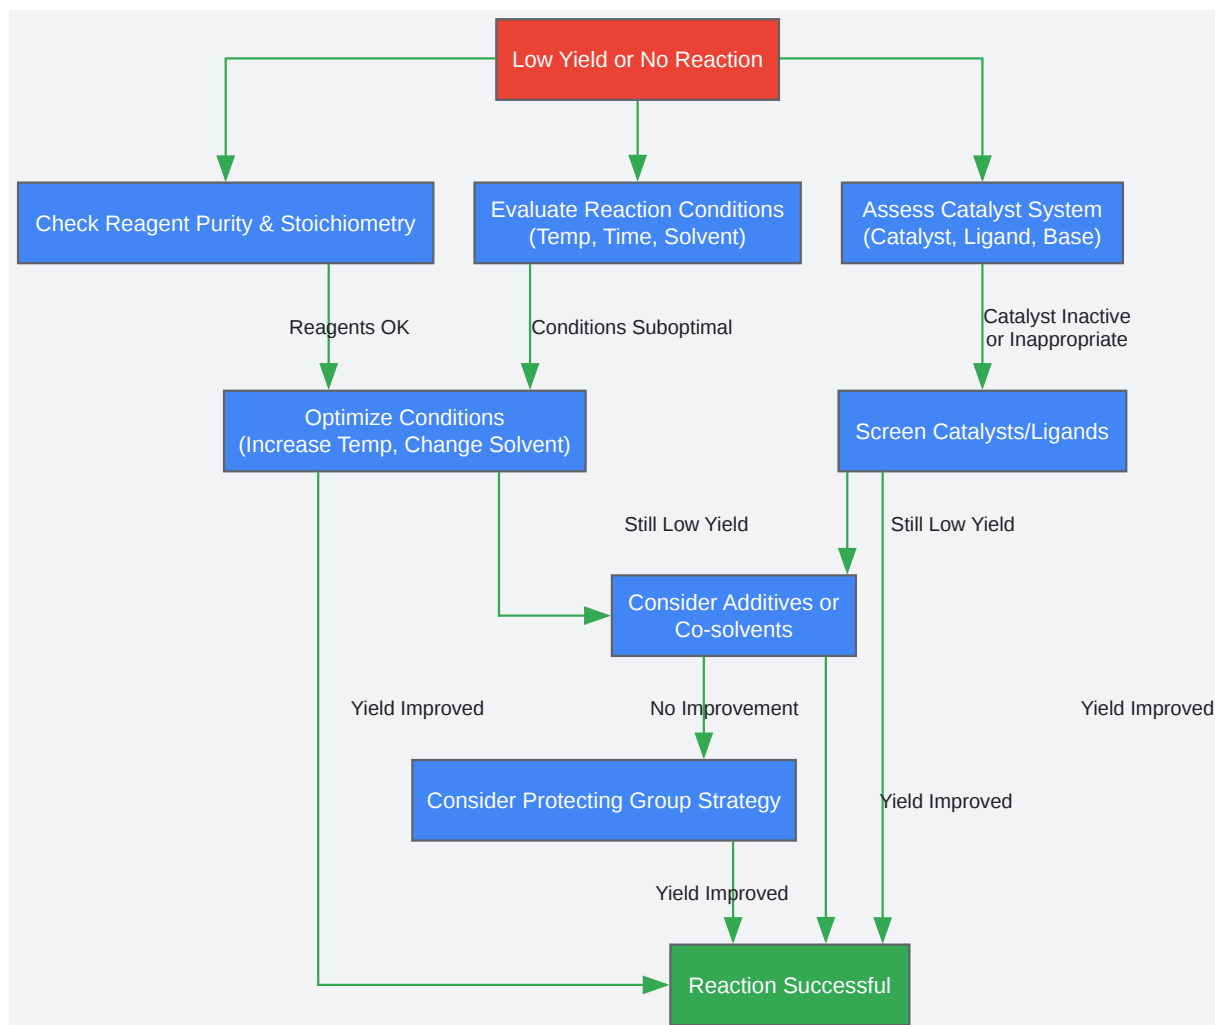 Low Yield or No Reaction
Check Reagent Purity & Stoichiometry
Evaluate Reaction Conditions
(Temp, Time, Solvent)
Assess Catalyst System
(Catalyst, Ligand, Base)
Reagents OK
Conditions Suboptimal
Catalyst Inactive
or Inappropriate
Optimize Conditions
(Increase Temp, Change Solvent)
Screen Catalysts/Ligands
Still Low Yield
Still Low Yield
Consider Additives or
Co-solvents
Yield Improved
No Improvement
Yield Improved
Consider Protecting Group Strategy
Yield Improved
Yield Improved
Reaction Successful